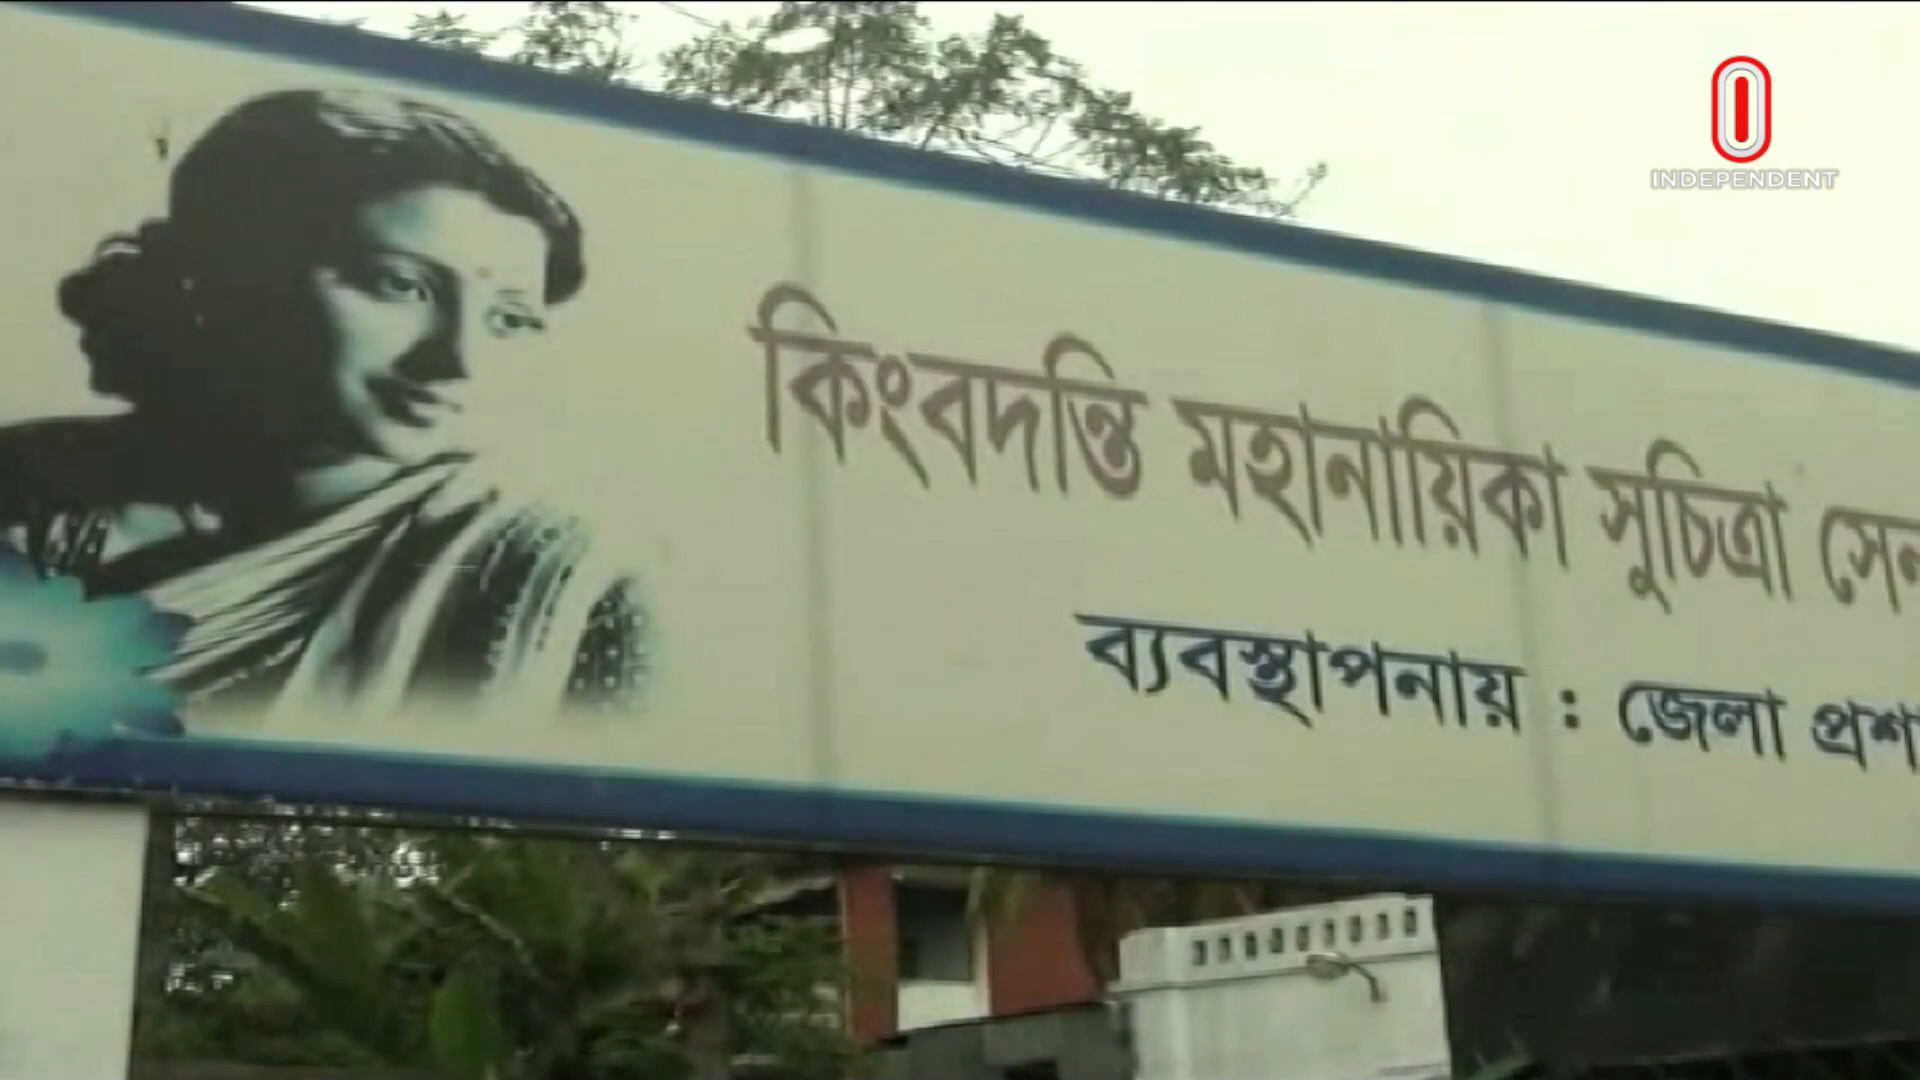 INDEPENDENT
কিংবদন্তি মহানায়িকা সুচিত্রা সেন
ব্যবস্থাপনায় : জেলা